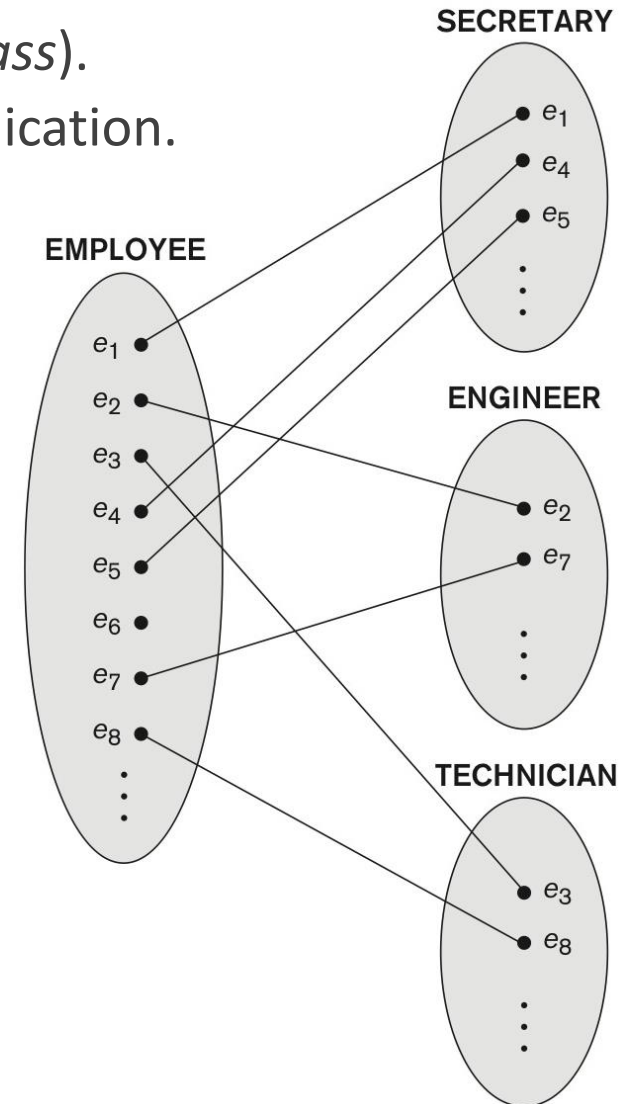 ass).
ication.
SECRETARY
e1
e4
e5
EMPLOYEE
e1
e2
e3
e4
e5
e6
e7
e8
ENGINEER
e2
e7
TECHNICIAN
e3
e8